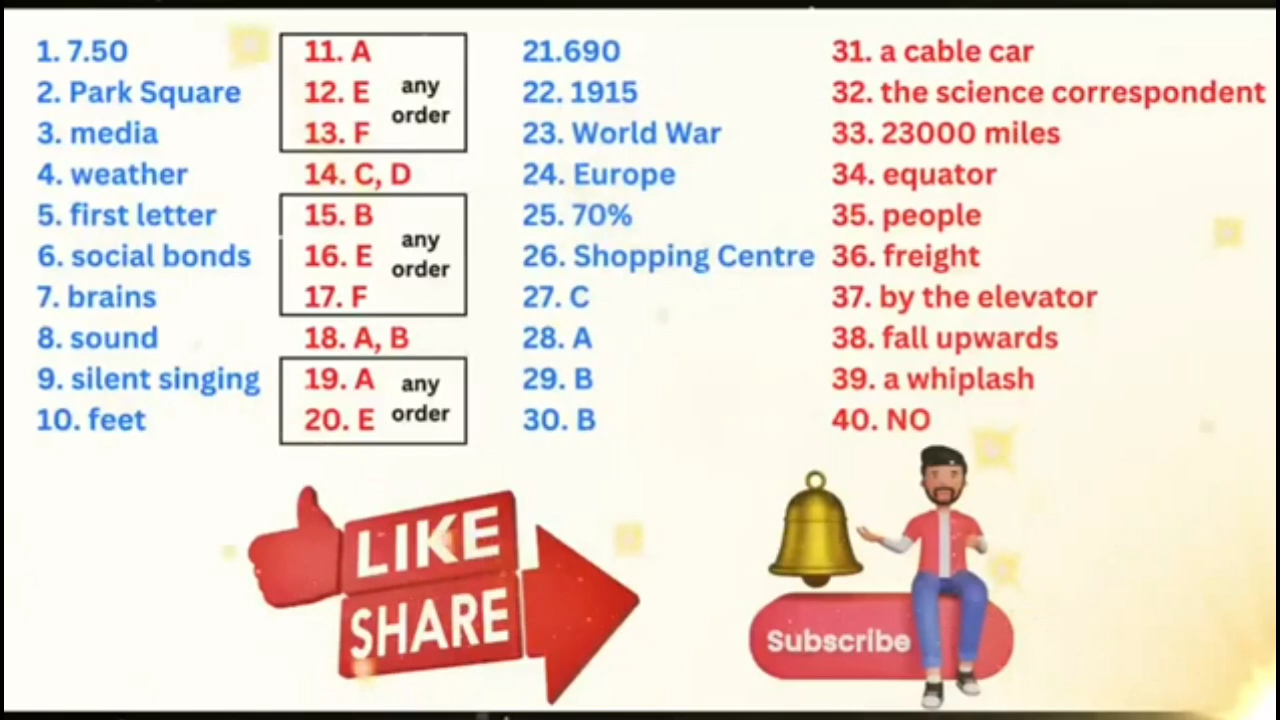 1. 7.50
2. Park Square
3. media
4. weather
5. first letter
6. social bonds
7. brains
8. sound
9. silent singing
10. feet
11. A
12. E
13. F
any
order
14. C, D
15. B
16. E
17. F
any
order
18. A, B
19. A
20. E
any
order
21.690
22. 1915
23. World War
24. Europe
25. 70%
26. Shopping Centre
27. C
28. A
29. B
30. B
31. a cable car
32. the science correspondent
33. 23000 miles
34. equator
35. people
36. freight
37. by the elevator
38. fall upwards
39. a whiplash
40. NO
LIKE
SHARE
Subscribe